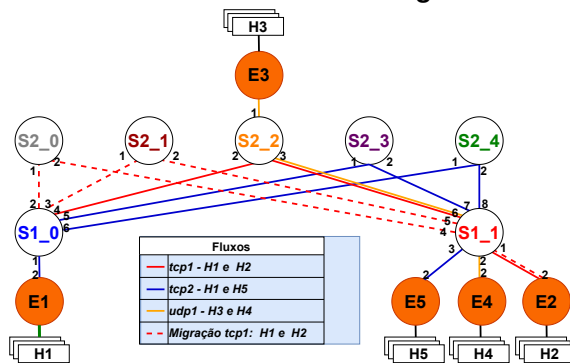 H3
E3
1
S2_0
S2_1
S2_2
S2_3
S2_4
1 2 1 2 2 3 1 2 1 2
2 3 4 5 6
S1_0
4 5 6 7 8
S1_1
1
2
3 2 2 1
2 2
E1
E5
E4
E2
H1
H5
H4
H2
Fluxos
tcp1 - H1 e H2
tcp2 - H1 e H5
udp1 - H3 e H4
Migração tcp1: H1 e H2